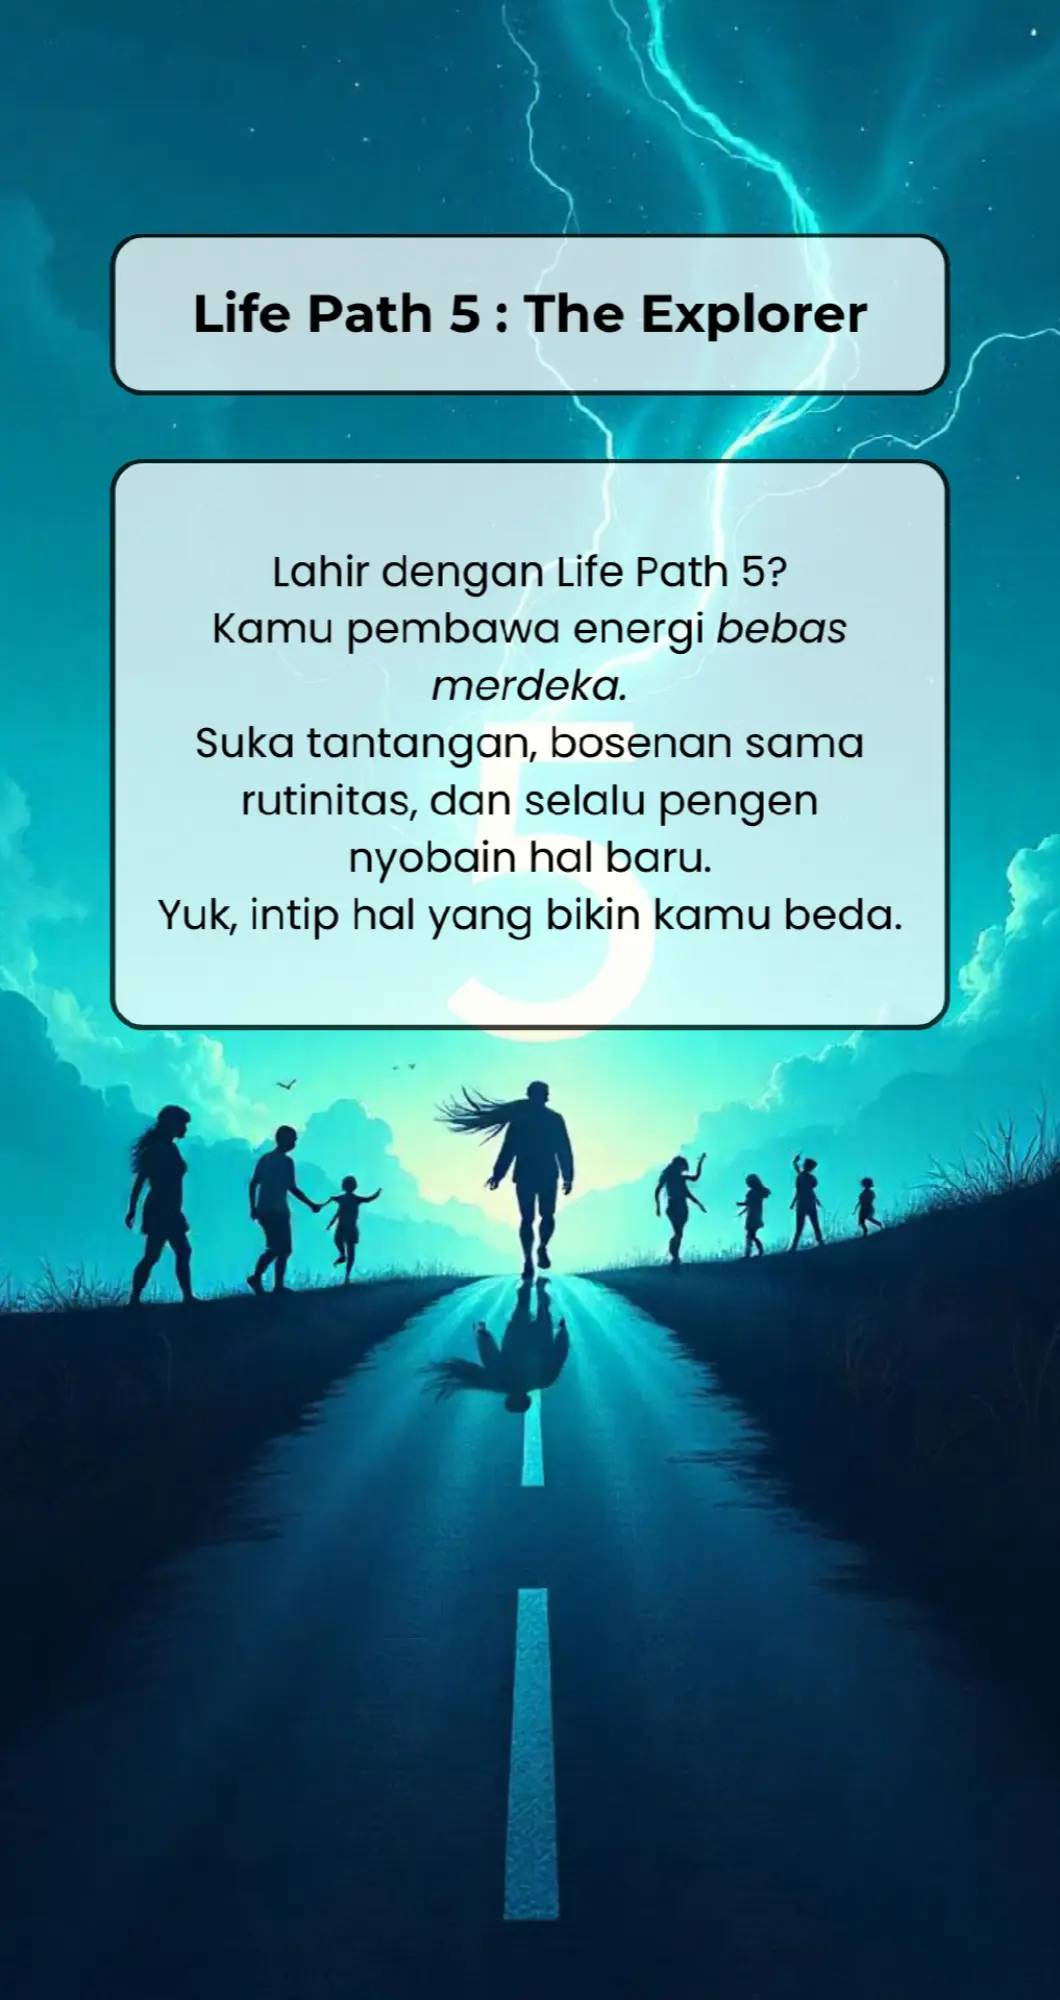 Life Path 5 : The Explorer
Lahir dengan Life Path 5?
Kamu pembawa energi bebas
merdeka.
Suka tantangan, bosenan sama
rutinitas, dan selalu pengen
nyobain hal baru.
Yuk, intip hal yang bikin kamu beda.
5